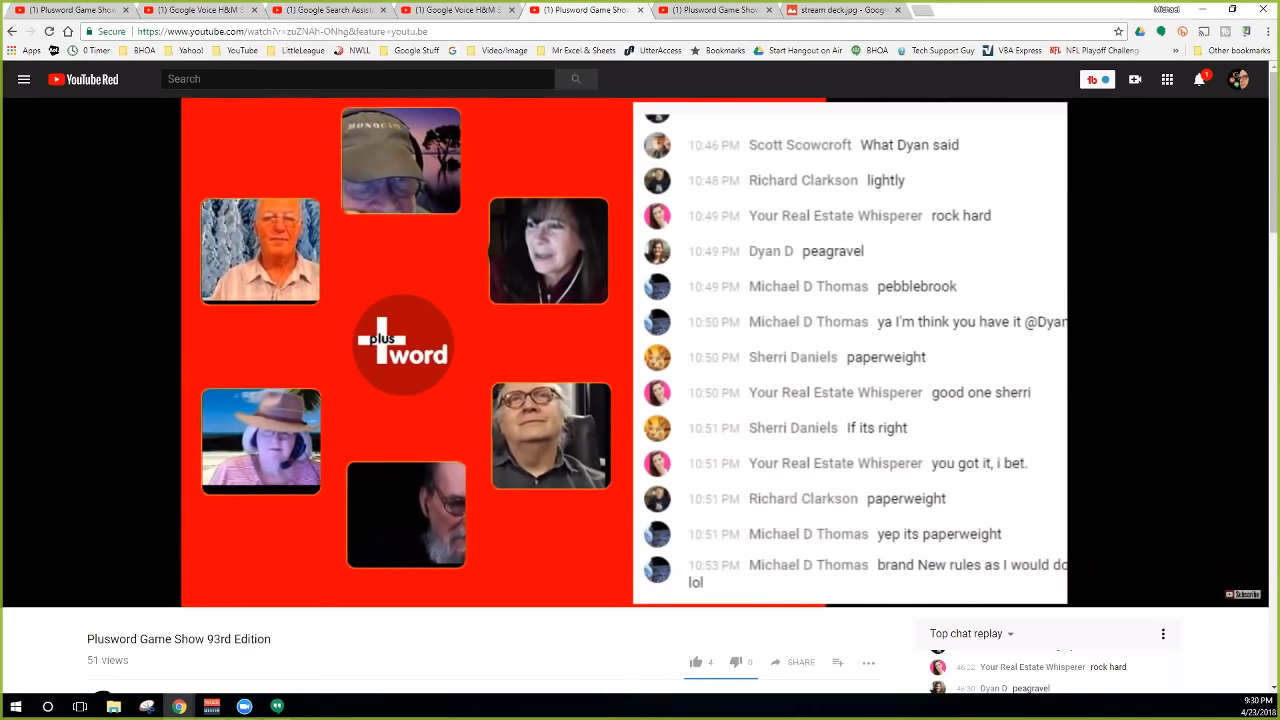 (1) Plusword Game Show
(1) Google Voice H&M S
(1) Google Search Assist
(1) Google Voice H&M S
(1) Plusword Game Show
(1) Plusword Game Show
stream deck.jpg - Goog
Michael
Secure https://www.youtube.com/watch?v=zuZNAh-ONhg&feature=youtu.be
Apps 0 Timer BHOA Yahoo! YouTube LittleLeague NWLL Google Groups Video/Image Mr Excel & Sheets UtterAccess Bookmarks Start Hangout on Air BHOA Tech Support Guy VBA Express NFL Playoff Challeng Other bookmarks
YouTube Red
Search
1
MONOCACY
plus
word
10:46 PM Scott Scowcroft What Dyan said
10:48 PM Richard Clarkson lightly
10:49 PM Your Real Estate Whisperer rock hard
10:49 PM Dyan D peagravel
10:49 PM Michael D Thomas pebblebrook
10:50 PM Michael D Thomas ya I'm think you have it @Dyan
10:50 PM Sherri Daniels paperweight
10:50 PM Your Real Estate Whisperer good one sherri
10:51 PM Sherri Daniels If its right
10:51 PM Your Real Estate Whisperer you got it, i bet.
10:51 PM Richard Clarkson paperweight
10:51 PM Michael D Thomas yep its paperweight
10:53 PM Michael D Thomas brand New rules as I would do
lol
Subscribe
Plusword Game Show 93rd Edition
51 views
4 0 SHARE
Top chat replay
46:22 Your Real Estate Whisperer rock hard
48:30 Dyan D peagravel
9:30 PM
4/23/2018